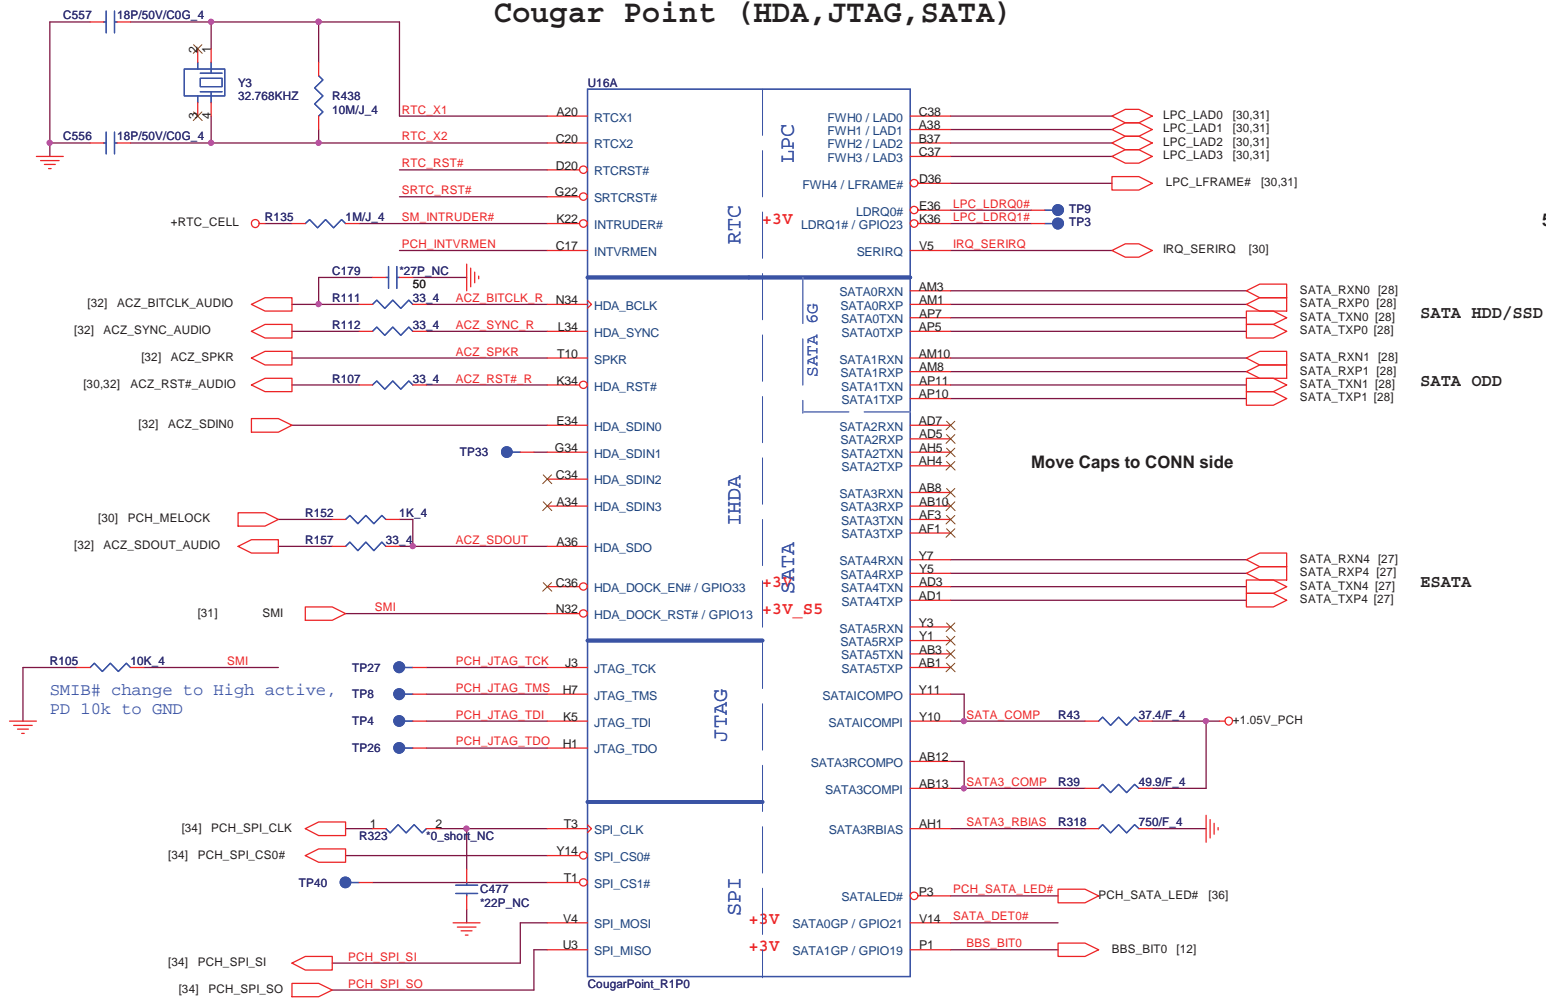 Cougar Point (HDA,JTAG,SATA)
C557 18P/50V/C0G_4
2 1
Y3
32.768KHZ
R438
10M/J_4
3 4
C556 18P/50V/C0G_4
U16A
RTC_X1 A20 RTCX1
RTC_X2 C20 RTCX2
RTC_RST# D20 RTCRST#
SRTC_RST# G22 SRTCRST#
+RTC_CELL R135 1M/J_4 SM_INTRUDER# K22 INTRUDER#
PCH_INTVRMEN C17 INTVRMEN
RTC
LPC
+3V
FWH0 / LAD0 C38 LPC_LAD0 [30,31]
FWH1 / LAD1 A38 LPC_LAD1 [30,31]
FWH2 / LAD2 B37 LPC_LAD2 [30,31]
FWH3 / LAD3 C37 LPC_LAD3 [30,31]
FWH4 / LFRAME# D36 LPC_LFRAME# [30,31]
LDRQ0# E36 LPC_LDRQ0# TP9
LDRQ1# / GPIO23 K36 LPC_LDRQ1# TP3
SERIRQ V5 IRQ_SERIRQ IRQ_SERIRQ [30]
C179 *27P_NC
50
[32] ACZ_BITCLK_AUDIO R111 33_4 ACZ_BITCLK_R N34 HDA_BCLK
[32] ACZ_SYNC_AUDIO R112 33_4 ACZ_SYNC_R L34 HDA_SYNC
[32] ACZ_SPKR ACZ_SPKR T10 SPKR
[30,32] ACZ_RST#_AUDIO R107 33_4 ACZ_RST#_R K34 HDA_RST#
[32] ACZ_SDIN0 E34 HDA_SDIN0
TP33 G34 HDA_SDIN1
C34 HDA_SDIN2
A34 HDA_SDIN3
[30] PCH_MELOCK R152 1K_4
[32] ACZ_SDOUT_AUDIO R157 33_4 ACZ_SDOUT A36 HDA_SDO
C36 HDA_DOCK_EN# / GPIO33
[31] SMI SMI N32 HDA_DOCK_RST# / GPIO13
IHDA
SATA
SATA 6G
+3V
+3V_S5
SATA0RXN AM3 SATA_RXN0 [28]
SATA0RXP AM1 SATA_RXP0 [28]
SATA0TXN AP7 SATA_TXN0 [28]
SATA0TXP AP5 SATA_TXP0 [28]
SATA HDD/SSD
SATA1RXN AM10 SATA_RXN1 [28]
SATA1RXP AM8 SATA_RXP1 [28]
SATA1TXN AP11 SATA_TXN1 [28]
SATA1TXP AP10 SATA_TXP1 [28]
SATA ODD
SATA2RXN AD7
SATA2RXP AD5
SATA2TXN AH5
SATA2TXP AH4
Move Caps to CONN side
SATA3RXN AB8
SATA3RXP AB10
SATA3TXN AF3
SATA3TXP AF1
SATA4RXN Y7 SATA_RXN4 [27]
SATA4RXP Y5 SATA_RXP4 [27]
SATA4TXN AD3 SATA_TXN4 [27]
SATA4TXP AD1 SATA_TXP4 [27]
ESATA
SATA5RXN Y3
SATA5RXP Y1
SATA5TXN AB3
SATA5TXP AB1
R105 10K_4 SMI
SMIB# change to High active,
PD 10k to GND
TP27 PCH_JTAG_TCK J3 JTAG_TCK
TP8 PCH_JTAG_TMS H7 JTAG_TMS
TP4 PCH_JTAG_TDI K5 JTAG_TDI
TP26 PCH_JTAG_TDO H1 JTAG_TDO
JTAG
SATAICOMPO Y11
SATAICOMPI Y10 SATA_COMP R43 37.4/F_4 +1.05V_PCH
SATA3RCOMPO AB12
SATA3COMPI AB13 SATA3_COMP R39 49.9/F_4
SATA3RBIAS AH1 SATA3_RBIAS R318 750/F_4
[34] PCH_SPI_CLK 1 R323 2 *0_short_NC T3 SPI_CLK
[34] PCH_SPI_CS0# Y14 SPI_CS0#
TP40 T1 SPI_CS1#
C477
*22P_NC
V4 SPI_MOSI
U3 SPI_MISO
[34] PCH_SPI_SI PCH_SPI_SI
[34] PCH_SPI_SO PCH_SPI_SO
SPI
+3V
+3V
SATALED# P3 PCH_SATA_LED# PCH_SATA_LED# [36]
SATA0GP / GPIO21 V14 SATA_DET0#
SATA1GP / GPIO19 P1 BBS_BIT0 BBS_BIT0 [12]
CougarPoint_R1P0